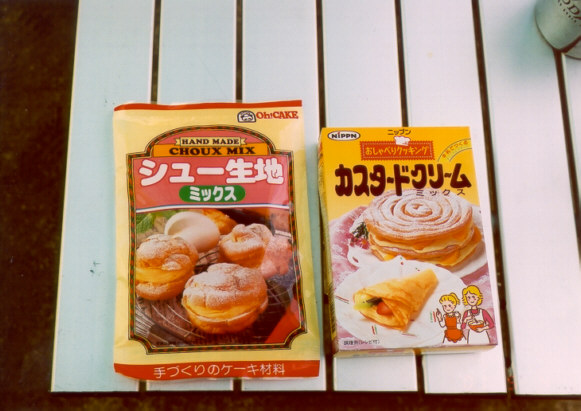 Oh!CAKE
HAND MADE
CHOUX MIX
シュー生地
ミックス
手づくりのケーキ材料
NIPPN
ニップン
おしゃべりクッキング
カスタードクリーム
ミックス